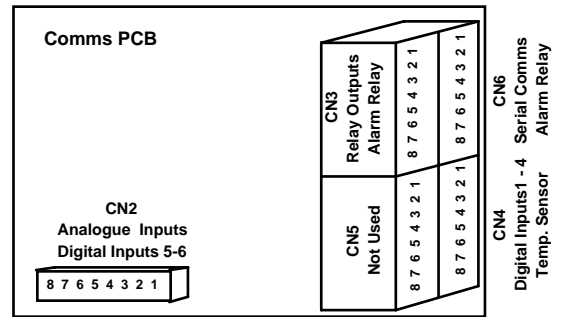 Comms PCB
CN3
Relay Outputs
Alarm Relay
8 7 6 5 4 3 2 1
8 7 6 5 4 3 2 1
CN6
Serial Comms
Alarm Relay
CN5
Not Used
8 7 6 5 4 3 2 1
8 7 6 5 4 3 2 1
CN4
Digital Inputs1 - 4
Temp. Sensor
CN2
Analogue Inputs
Digital Inputs 5-6
8 7 6 5 4 3 2 1